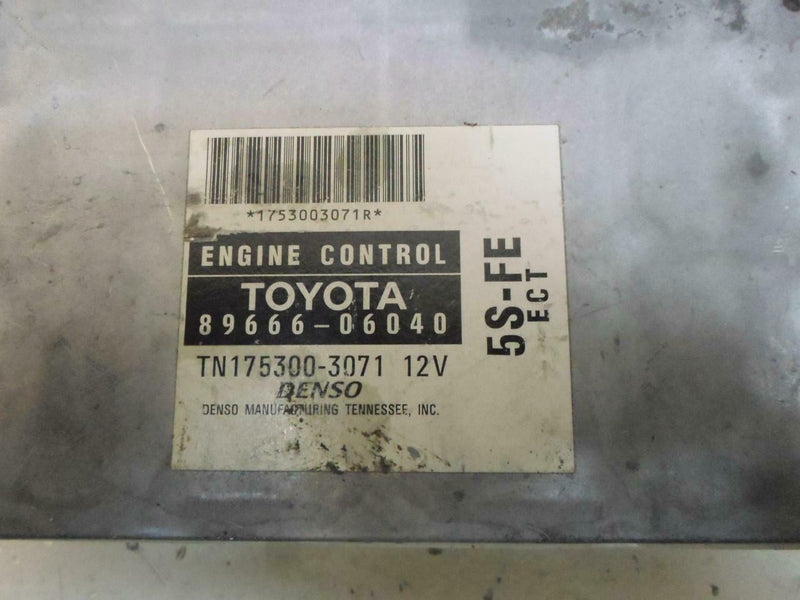 *1753003071R*
ENGINE CONTROL
TOYOTA
89666-06040
TN175300-3071 12V
DENSO
DENSO MANUFACTURING TENNESSEE, INC.
5S-FE
ECT